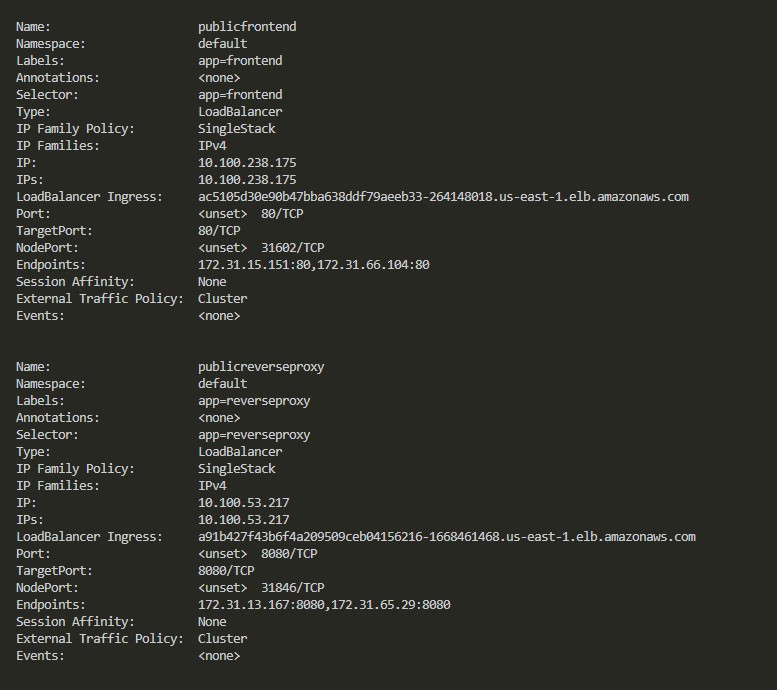 Name: publicfrontend
Namespace: default
Labels: app=frontend
Annotations: <none>
Selector: app=frontend
Type: LoadBalancer
IP Family Policy: SingleStack
IP Families: IPv4
IP: 10.100.238.175
IPs: 10.100.238.175
LoadBalancer Ingress: ac5105d30e90b47bba638ddf79aeeb33-264148018.us-east-1.elb.amazonaws.com
Port: <unset> 80/TCP
TargetPort: 80/TCP
NodePort: <unset> 31602/TCP
Endpoints: 172.31.15.151:80,172.31.66.104:80
Session Affinity: None
External Traffic Policy: Cluster
Events: <none>
Name: publicreverseproxy
Namespace: default
Labels: app=reverseproxy
Annotations: <none>
Selector: app=reverseproxy
Type: LoadBalancer
IP Family Policy: SingleStack
IP Families: IPv4
IP: 10.100.53.217
IPs: 10.100.53.217
LoadBalancer Ingress: a91b427f43b6f4a209509ceb04156216-1668461468.us-east-1.elb.amazonaws.com
Port: <unset> 8080/TCP
TargetPort: 8080/TCP
NodePort: <unset> 31846/TCP
Endpoints: 172.31.13.167:8080,172.31.65.29:8080
Session Affinity: None
External Traffic Policy: Cluster
Events: <none>